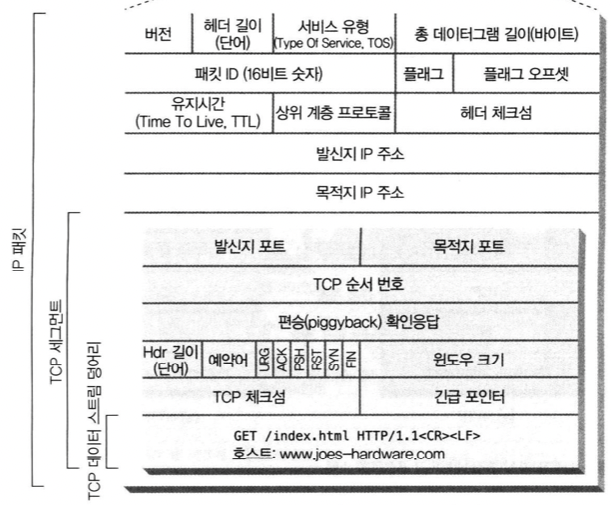 버전
헤더 길이
(단어)
서비스 유형
(Type Of Service, TOS)
총 데이터그램 길이(바이트)
패킷 ID (16비트 숫자)
플래그
플래그 오프셋
유지시간
(Time To Live, TTL)
상위 계층 프로토콜
헤더 체크섬
발신지 IP 주소
목적지 IP 주소
발신지 포트
목적지 포트
TCP 순서 번호
편승(piggyback) 확인응답
Hdr 길이
(단어)
예약어
URG
ACK
PSH
RST
SYN
FIN
윈도우 크기
TCP 체크섬
긴급 포인터
GET /index.html HTTP/1.1<CR><LF>
호스트: www.joes-hardware.com
IP 패킷
TCP 세그먼트
TCP 데이터 스트림 덩어리